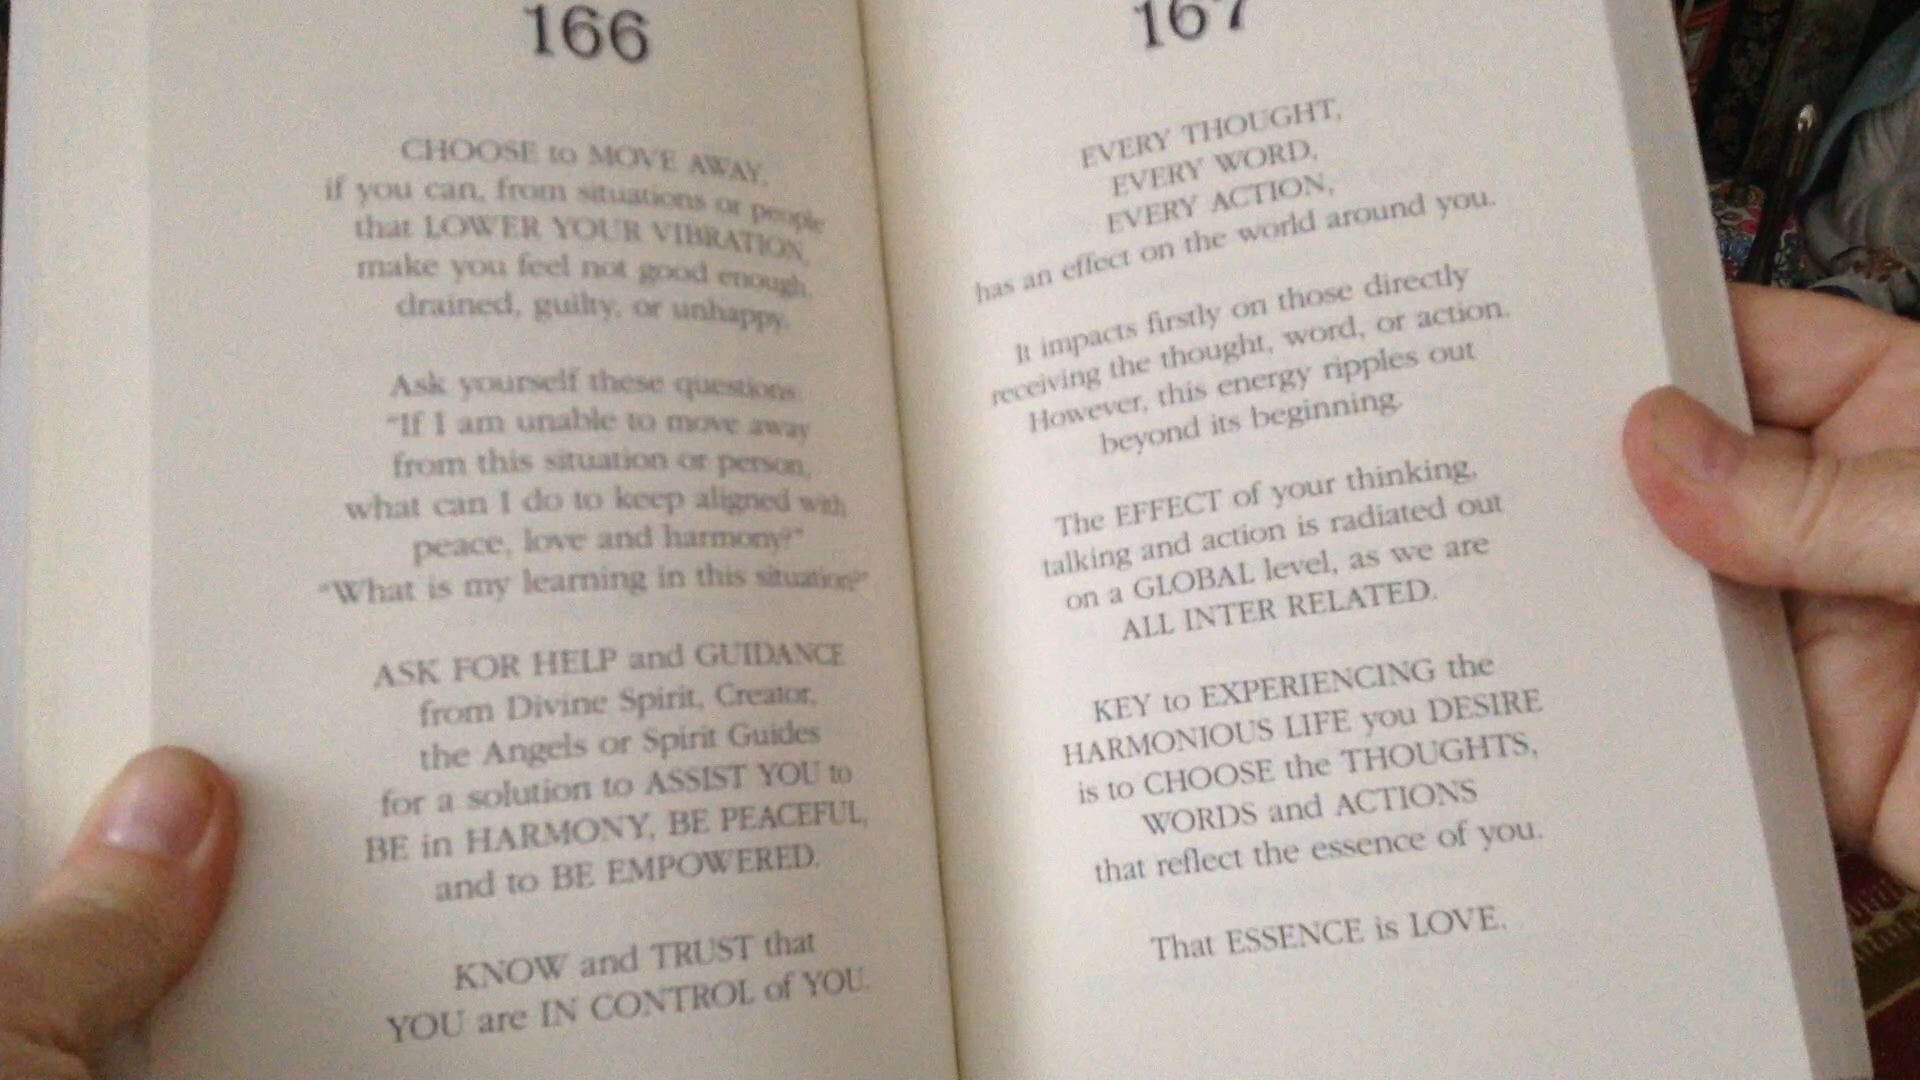 166
CHOOSE to MOVE AWAY,
if you can, from situations or people
that LOWER YOUR VIBRATION,
make you feel not good enough,
drained, guilty, or unhappy.
Ask yourself these questions:
"If I am unable to move away
from this situation or person,
what can I do to keep aligned with
peace, love and harmony?"
"What is my learning in this situation?"
ASK FOR HELP and GUIDANCE
from Divine Spirit, Creator,
the Angels or Spirit Guides
for a solution to ASSIST YOU to
BE in HARMONY, BE PEACEFUL,
and to BE EMPOWERED.
KNOW and TRUST that
YOU are IN CONTROL of YOU.
167
EVERY THOUGHT,
EVERY WORD,
EVERY ACTION,
has an effect on the world around you.
It impacts firstly on those directly
receiving the thought, word, or action.
However, this energy ripples out
beyond its beginning.
The EFFECT of your thinking,
talking and action is radiated out
on a GLOBAL level, as we are
ALL INTER RELATED.
KEY to EXPERIENCING the
HARMONIOUS LIFE you DESIRE
is to CHOOSE the THOUGHTS,
WORDS and ACTIONS
that reflect the essence of you.
That ESSENCE is LOVE.